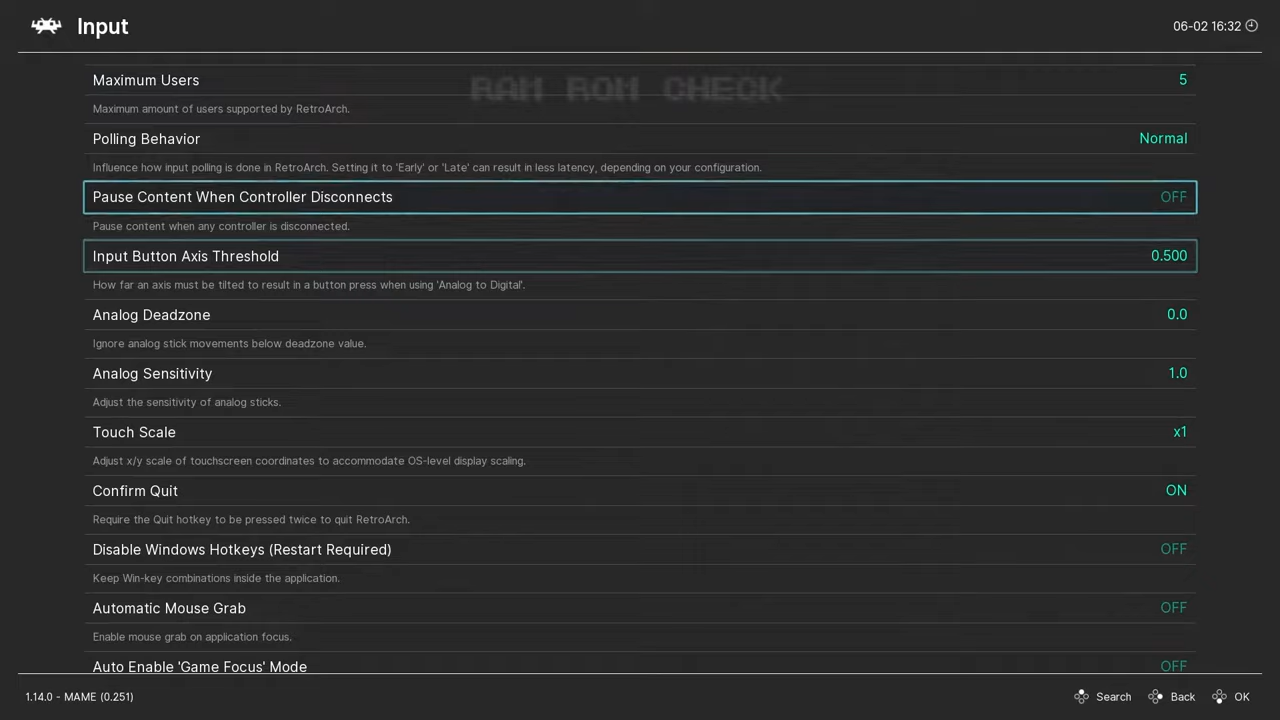 Input
06-02 16:32
RAM ROM CHECK
Maximum Users 5
Maximum amount of users supported by RetroArch.
Polling Behavior Normal
Influence how input polling is done in RetroArch. Setting it to 'Early' or 'Late' can result in less latency, depending on your configuration.
Pause Content When Controller Disconnects OFF
Pause content when any controller is disconnected.
Input Button Axis Threshold 0.500
How far an axis must be tilted to result in a button press when using 'Analog to Digital'.
Analog Deadzone 0.0
Ignore analog stick movements below deadzone value.
Analog Sensitivity 1.0
Adjust the sensitivity of analog sticks.
Touch Scale x1
Adjust x/y scale of touchscreen coordinates to accommodate OS-level display scaling.
Confirm Quit ON
Require the Quit hotkey to be pressed twice to quit RetroArch.
Disable Windows Hotkeys (Restart Required) OFF
Keep Win-key combinations inside the application.
Automatic Mouse Grab OFF
Enable mouse grab on application focus.
Auto Enable 'Game Focus' Mode OFF
1.14.0 - MAME (0.251)
Search Back OK